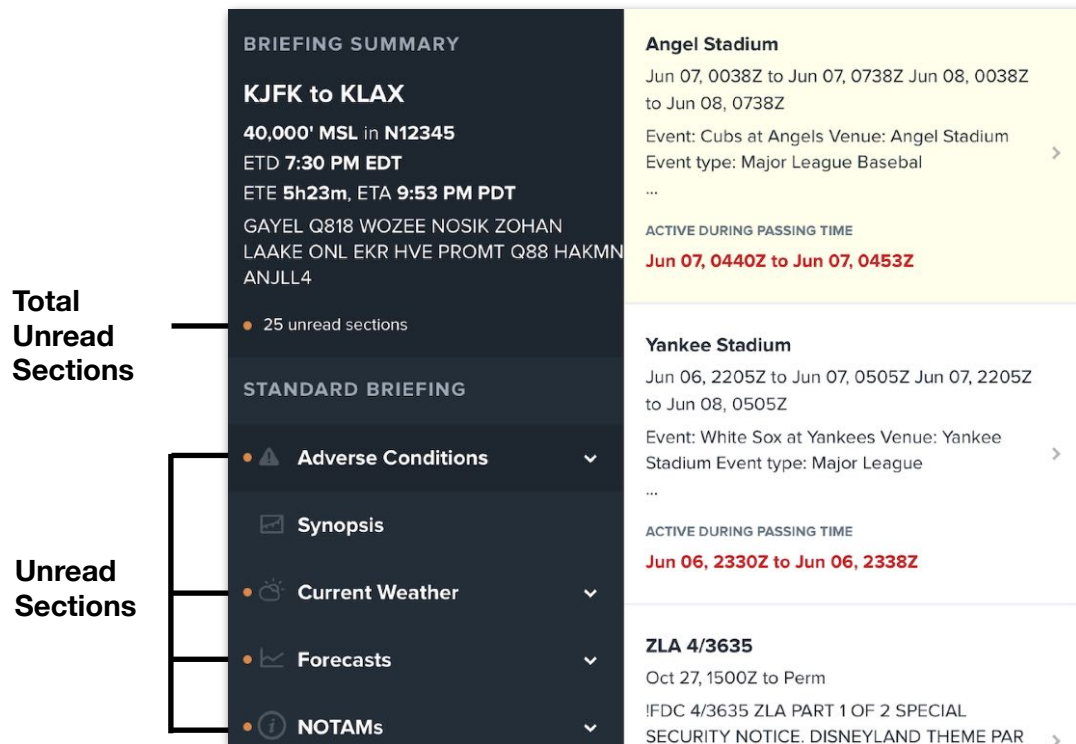 BRIEFING SUMMARY
KJFK to KLAX
40,000' MSL in N12345
ETD 7:30 PM EDT
ETE 5h23m, ETA 9:53 PM PDT
GAYEL Q818 WOZEE NOSIK ZOHAN
LAAKE ONL EKR HVE PROMT Q88 HAKMN
ANJLL4
25 unread sections
STANDARD BRIEFING
Adverse Conditions
Synopsis
Current Weather
Forecasts
NOTAMs
Total
Unread
Sections
Unread
Sections
Angel Stadium
Jun 07, 0038Z to Jun 07, 0738Z Jun 08, 0038Z
to Jun 08, 0738Z
Event: Cubs at Angels Venue: Angel Stadium
Event type: Major League Basebal
...
ACTIVE DURING PASSING TIME
Jun 07, 0440Z to Jun 07, 0453Z
Yankee Stadium
Jun 06, 2205Z to Jun 07, 0505Z Jun 07, 2205Z
to Jun 08, 0505Z
Event: White Sox at Yankees Venue: Yankee
Stadium Event type: Major League
...
ACTIVE DURING PASSING TIME
Jun 06, 2330Z to Jun 06, 2338Z
ZLA 4/3635
Oct 27, 1500Z to Perm
!FDC 4/3635 ZLA PART 1 OF 2 SPECIAL
SECURITY NOTICE. DISNEYLAND THEME PAR